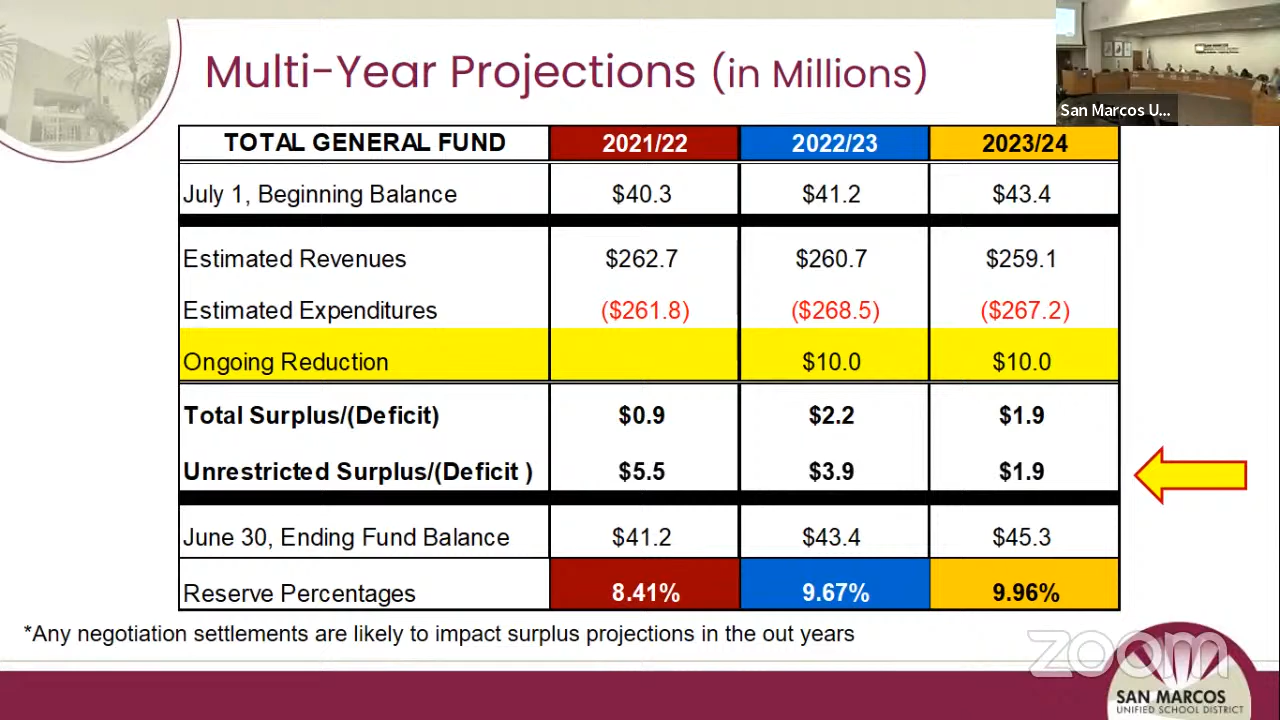 Multi-Year Projections (in Millions)
San Marcos U...
TOTAL GENERAL FUND 2021/22 2022/23 2023/24
July 1, Beginning Balance $40.3 $41.2 $43.4
Estimated Revenues $262.7 $260.7 $259.1
Estimated Expenditures ($261.8) ($268.5) ($267.2)
Ongoing Reduction $10.0 $10.0
Total Surplus/(Deficit) $0.9 $2.2 $1.9
Unrestricted Surplus/(Deficit ) $5.5 $3.9 $1.9
June 30, Ending Fund Balance $41.2 $43.4 $45.3
Reserve Percentages 8.41% 9.67% 9.96%
*Any negotiation settlements are likely to impact surplus projections in the out years
zoom
SAN MARCOS
UNIFIED SCHOOL DISTRICT